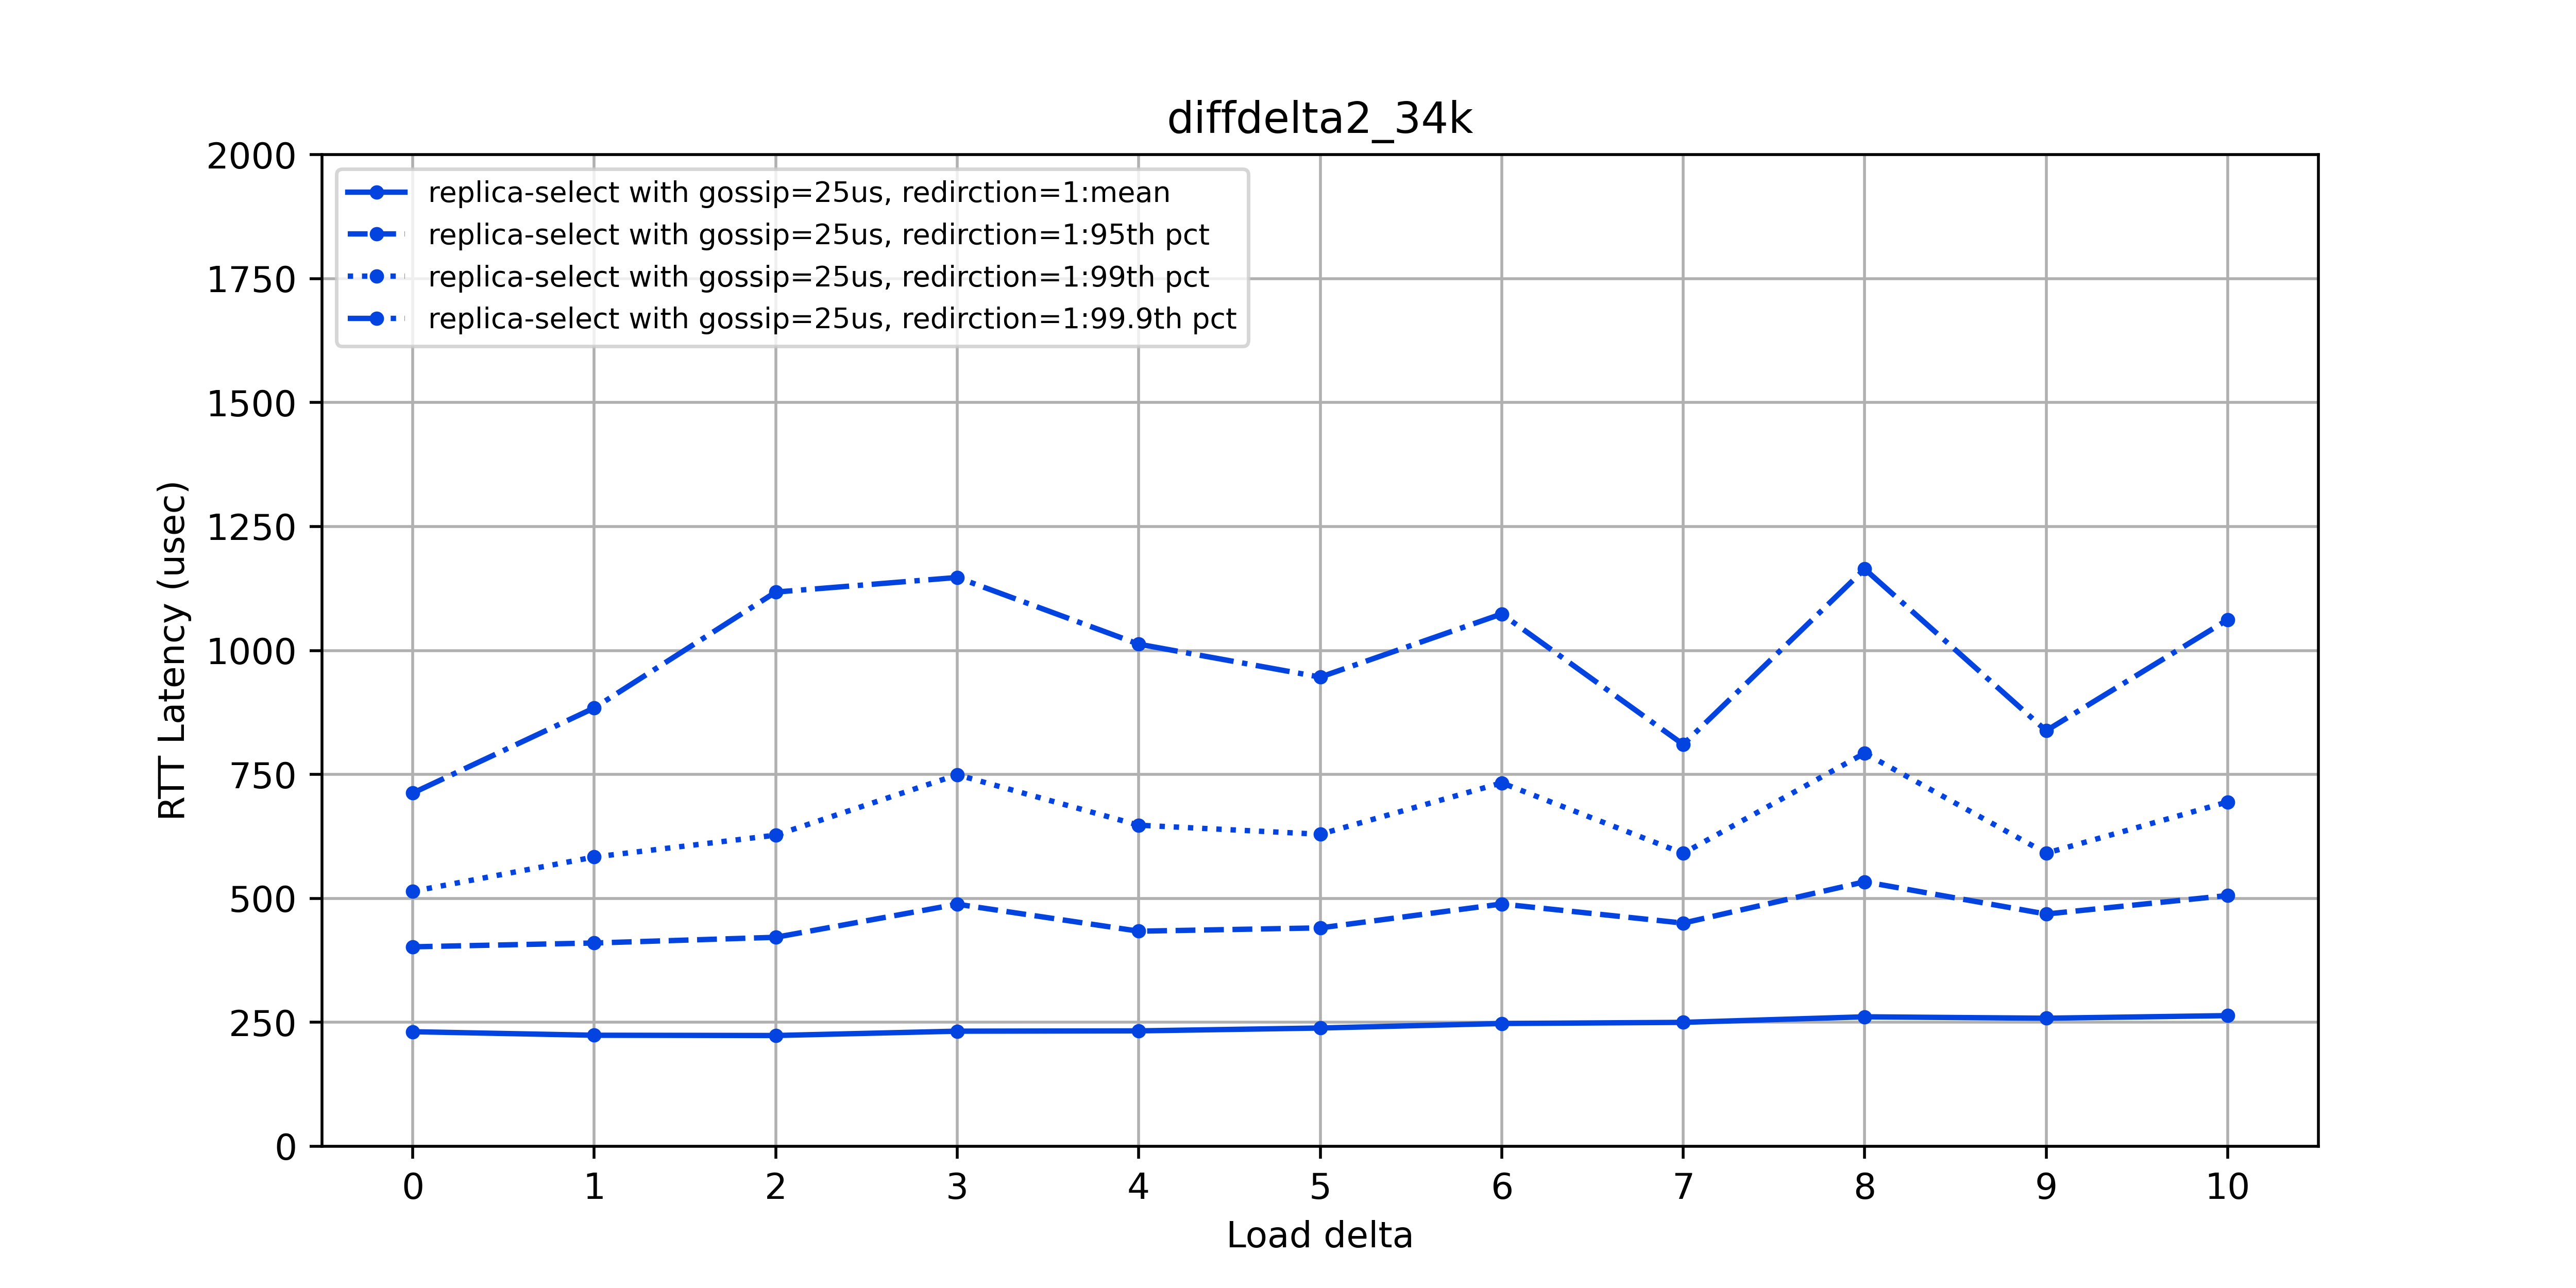 diffdelta2_34k
2000
1750
1500
1250
1000
750
500
250
0
RTT Latency (usec)
replica-select with gossip=25us, redirction=1:mean
replica-select with gossip=25us, redirction=1:95th pct
replica-select with gossip=25us, redirction=1:99th pct
replica-select with gossip=25us, redirction=1:99.9th pct
0 1 2 3 4 5 6 7 8 9 10
Load delta